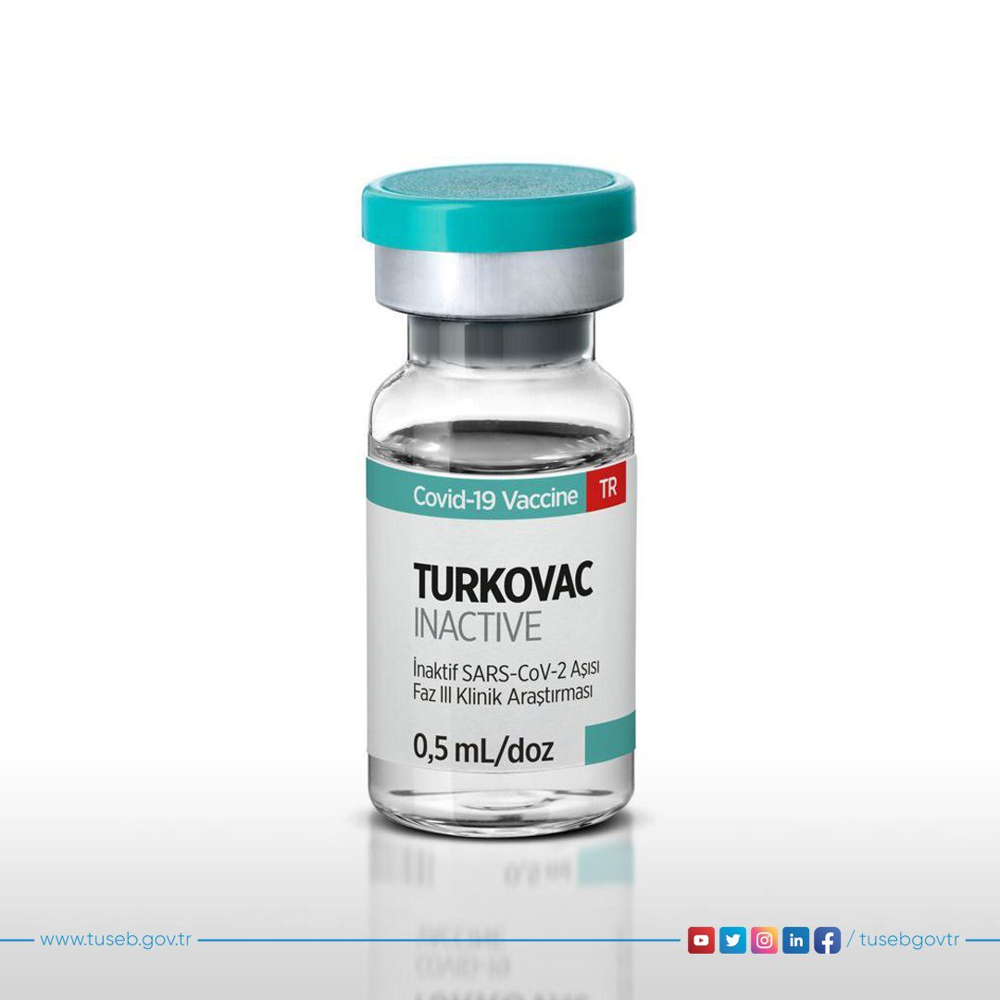 Covid-19 Vaccine TR
TURKOVAC
INACTIVE
İnaktif SARS-CoV-2 Aşısı
Faz III Klinik Araştırması
0,5 mL/doz
www.tuseb.gov.tr
/ tusebgovtr